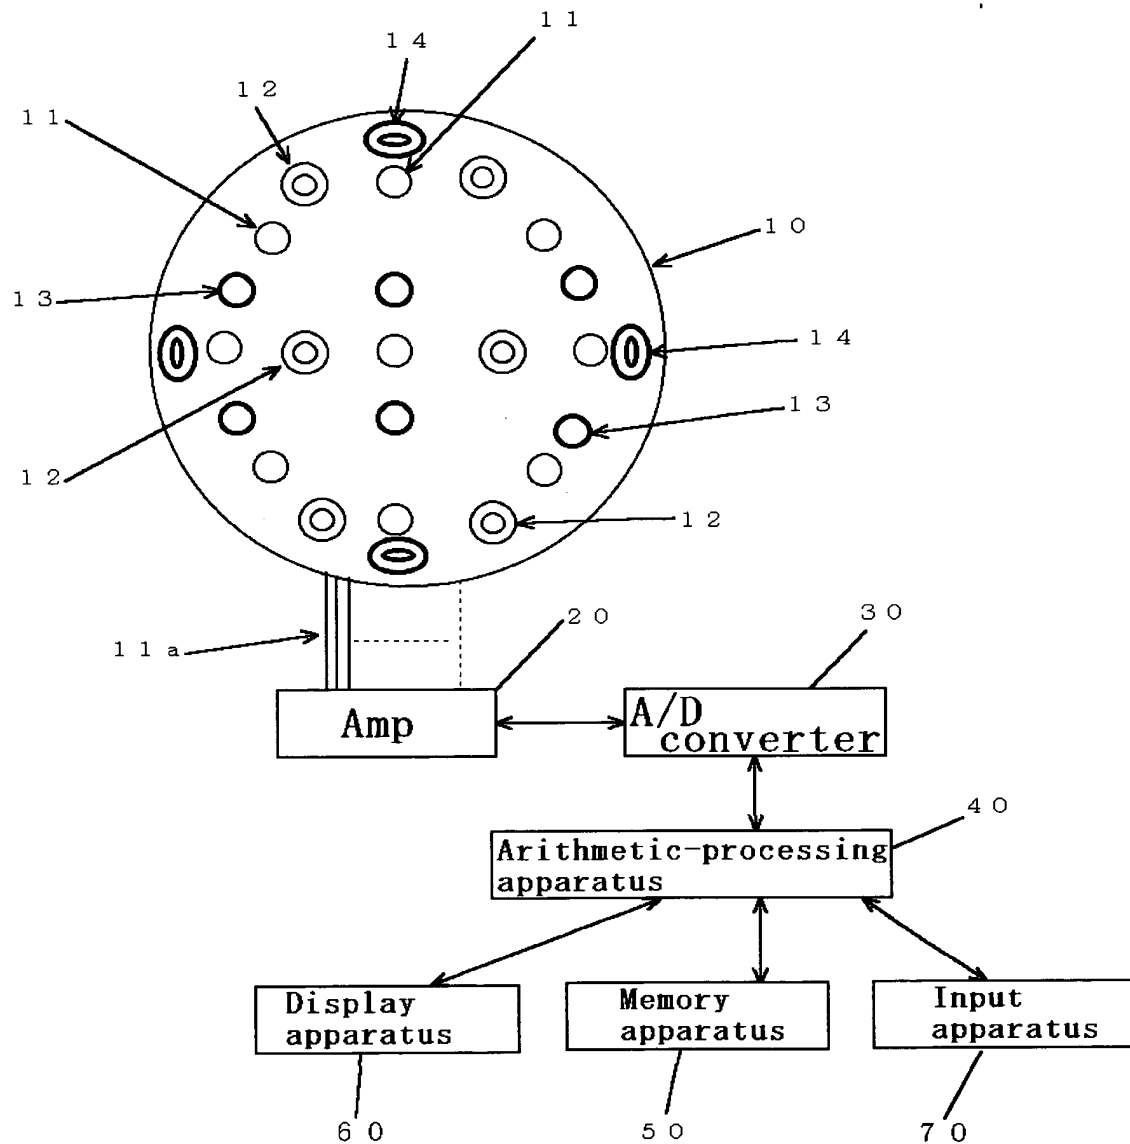 11
14
12
11
10
13
14
13
12
12
11a
20
30
Amp
A/D
converter
40
Arithmetic-processing
apparatus
Display
apparatus
Memory
apparatus
Input
apparatus
60
50
70